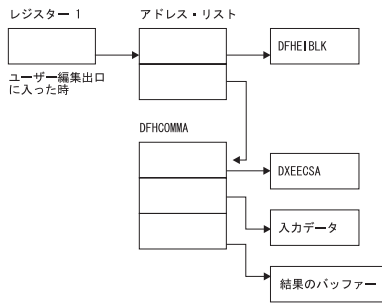 レジスター 1
アドレス・リスト
DFHEIBLK
ユーザー編集出口
に入った時
DFHCOMMA
DXEECSA
入力データ
結果のバッファー